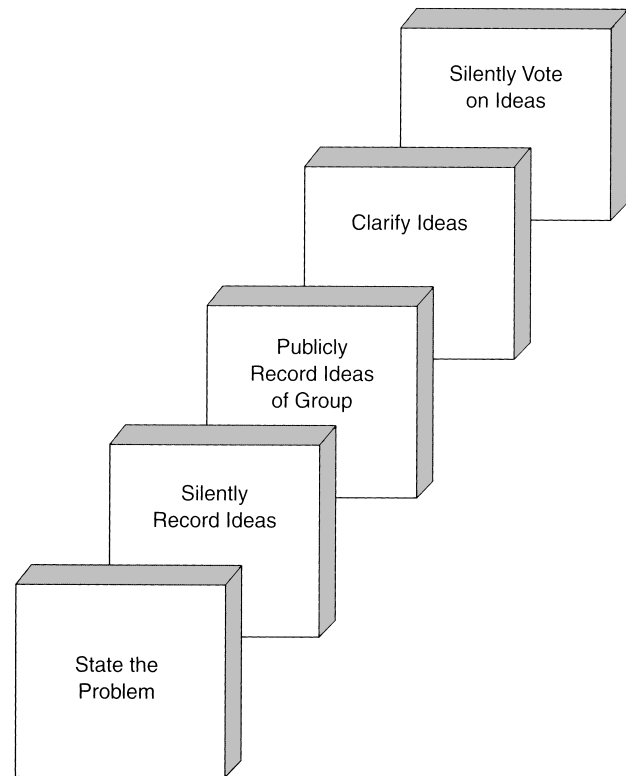 Silently Vote
on Ideas
Clarify Ideas
Publicly
Record Ideas
of Group
Silently
Record Ideas
State the
Problem